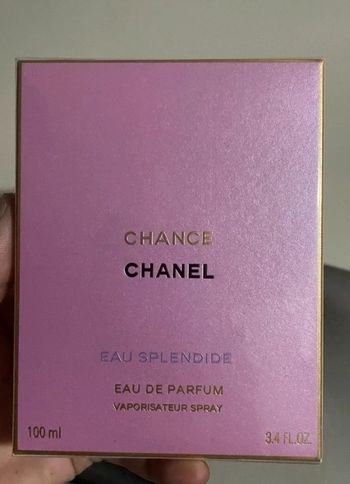 CHANCE
CHANEL
EAU SPLENDIDE
EAU DE PARFUM
VAPORISATEUR SPRAY
100 ml
3.4 FL.OZ.